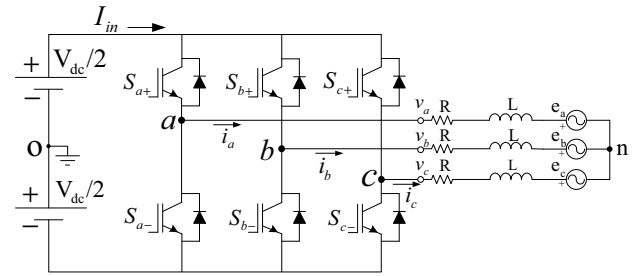 I_in
+ V_dc/2
−
S_a+ S_b+ S_c+
v_a R L e_a
a i_a +
o
b i_b v_b R L e_b n
+
c i_c v_c R L e_c
+
+ V_dc/2
−
S_a− S_b− S_c−